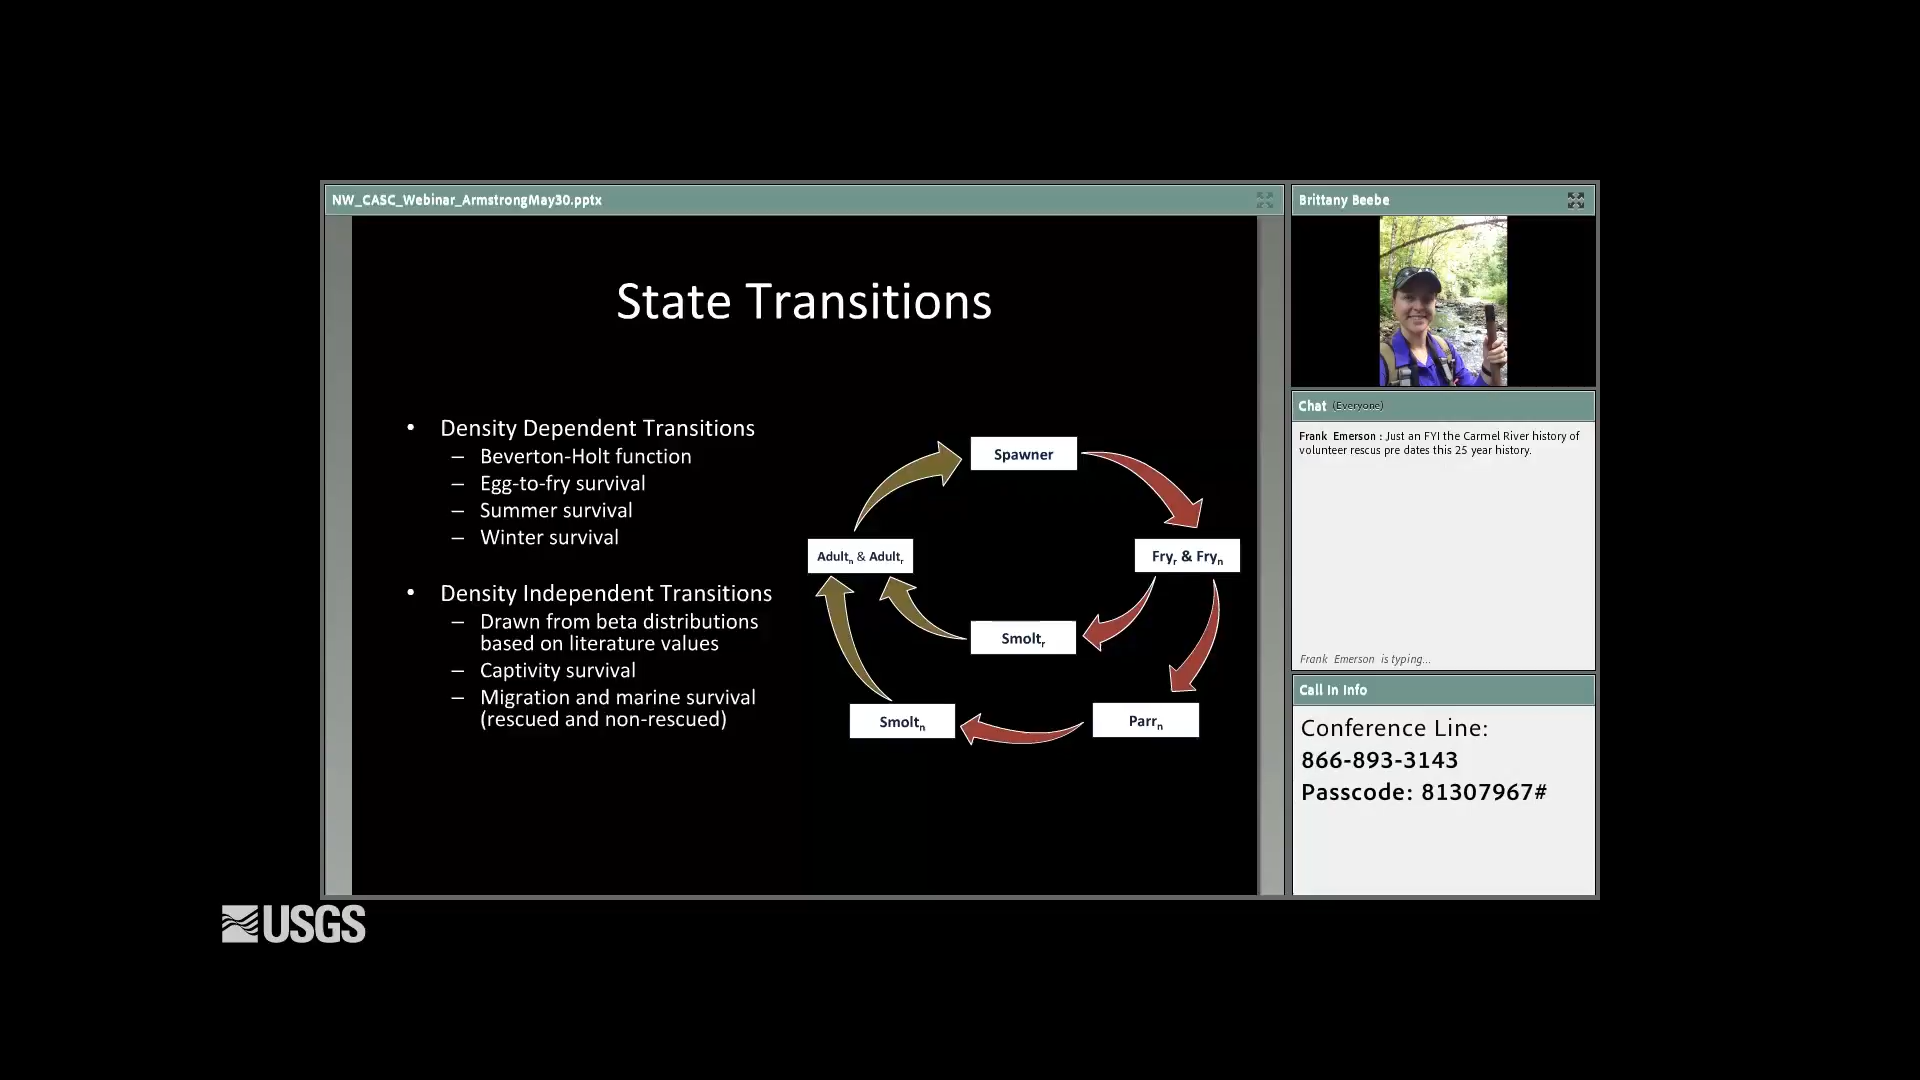 NW_CASC_Webinar_ArmstrongMay30.pptx
State Transitions
• Density Dependent Transitions
– Beverton-Holt function
– Egg-to-fry survival
– Summer survival
– Winter survival
• Density Independent Transitions
– Drawn from beta distributions
based on literature values
– Captivity survival
– Migration and marine survival
(rescued and non-rescued)
Spawner
Adultn & Adultr
Fryr & Fryn
Smoltr
Smoltn
Parrn
Brittany Beebe
Chat (Everyone)
Frank Emerson : Just an FYI the Carmel River history of
volunteer rescus pre dates this 25 year history.
Frank Emerson is typing...
Call In Info
Conference Line:
866-893-3143
Passcode: 81307967#
USGS